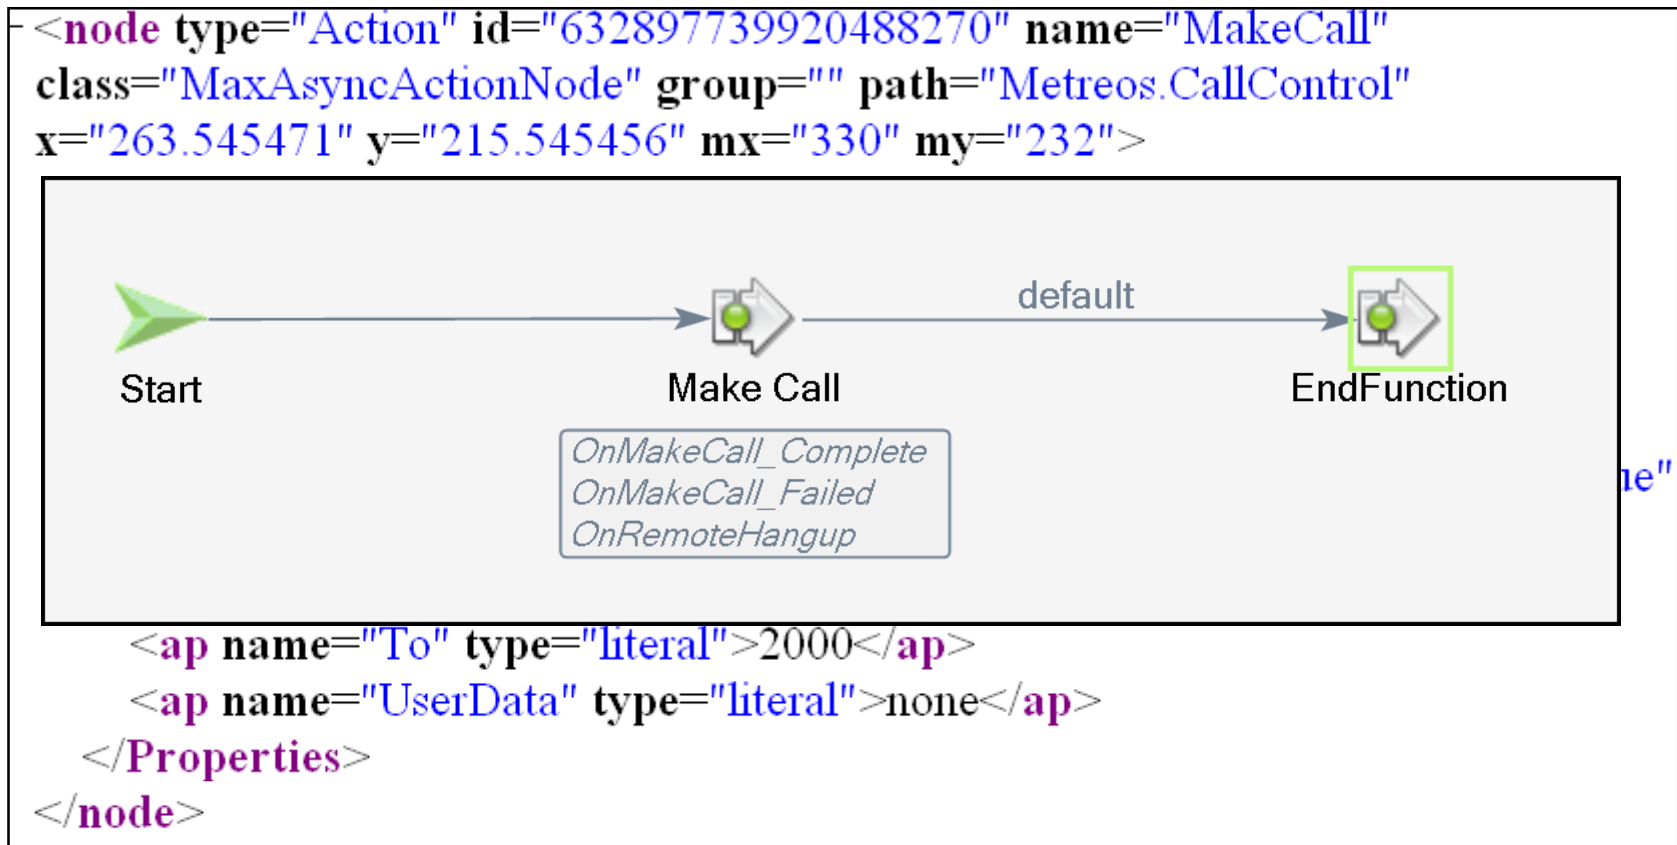 <node type="Action" id="632897739920488270" name="MakeCall"
class="MaxAsyncActionNode" group="" path="Metreos.CallControl"
x="263.545471" y="215.545456" mx="330" my="232">
default
Start
Make Call
EndFunction
OnMakeCall_Complete
OnMakeCall_Failed
OnRemoteHangup
<ap name="To" type="literal">2000</ap>
<ap name="UserData" type="literal">none</ap>
</Properties>
</node>